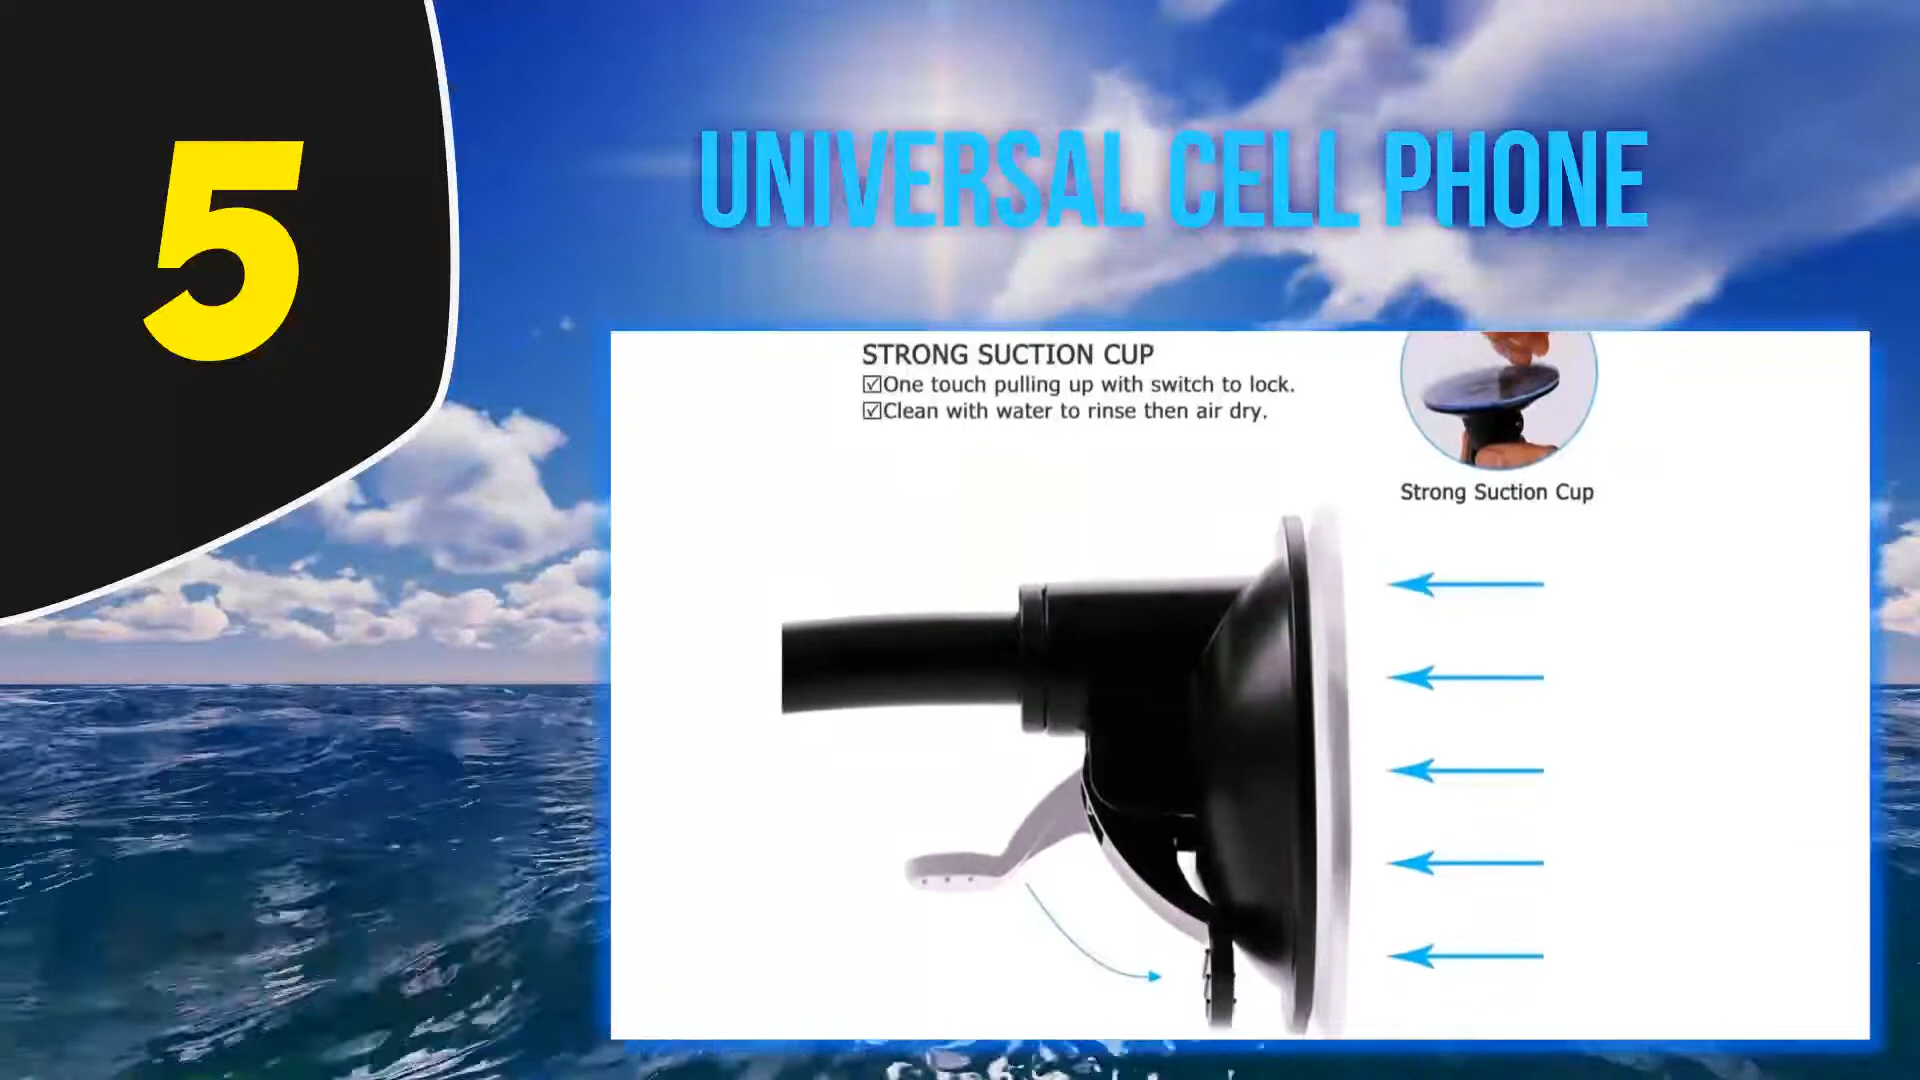 5
UNIVERSAL CELL PHONE
STRONG SUCTION CUP
☑One touch pulling up with switch to lock.
☑Clean with water to rinse then air dry.
Strong Suction Cup